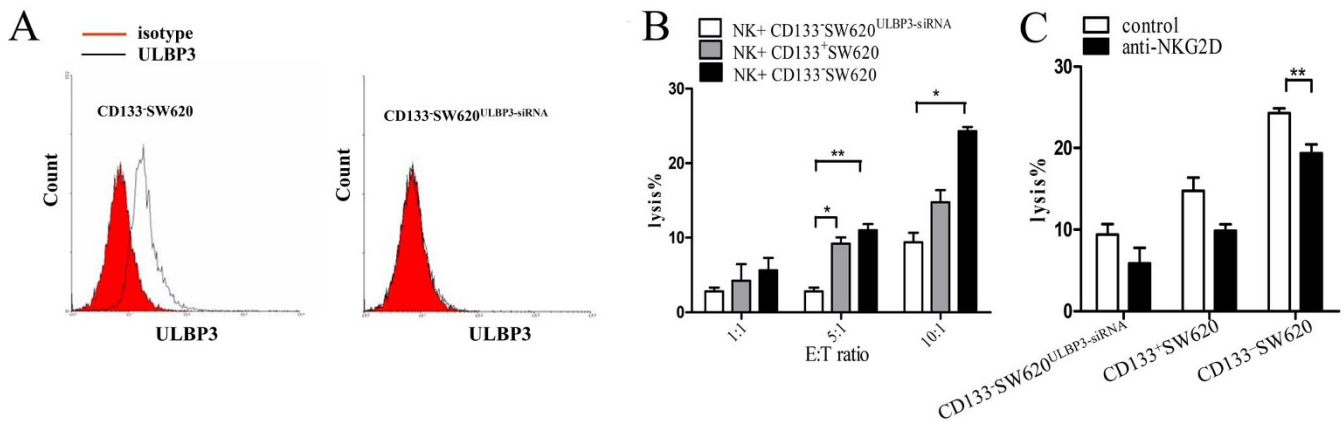 A
isotype
ULBP3
CD133-SW620
Count
ULBP3
CD133-SW620ULBP3-siRNA
Count
ULBP3
B
NK+ CD133-SW620ULBP3-siRNA
NK+ CD133+SW620
NK+ CD133-SW620
lysis%
30
20
10
0
*
**
*
1:1
5:1
10:1
E:T ratio
C
control
anti-NKG2D
lysis%
30
20
10
0
**
CD133-SW620ULBP3-siRNA
CD133+SW620
CD133-SW620